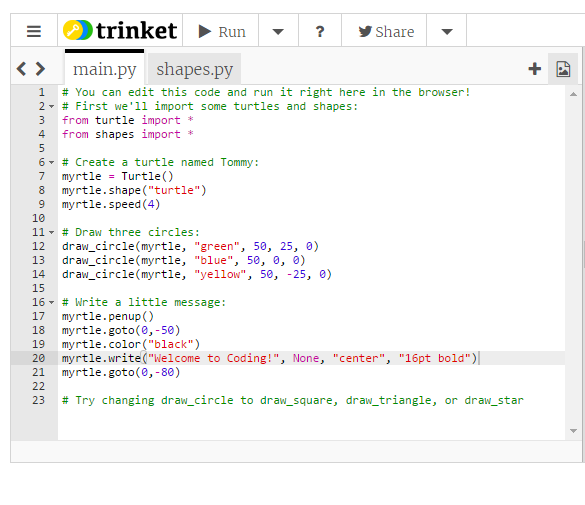 trinket Run ? Share
main.py shapes.py
1 # You can edit this code and run it right here in the browser!
2 # First we'll import some turtles and shapes:
3 from turtle import *
4 from shapes import *
5
6 # Create a turtle named Tommy:
7 myrtle = Turtle()
8 myrtle.shape("turtle")
9 myrtle.speed(4)
10
11 # Draw three circles:
12 draw_circle(myrtle, "green", 50, 25, 0)
13 draw_circle(myrtle, "blue", 50, 0, 0)
14 draw_circle(myrtle, "yellow", 50, -25, 0)
15
16 # Write a little message:
17 myrtle.penup()
18 myrtle.goto(0,-50)
19 myrtle.color("black")
20 myrtle.write("Welcome to Coding!", None, "center", "16pt bold")
21 myrtle.goto(0,-80)
22
23 # Try changing draw_circle to draw_square, draw_triangle, or draw_star